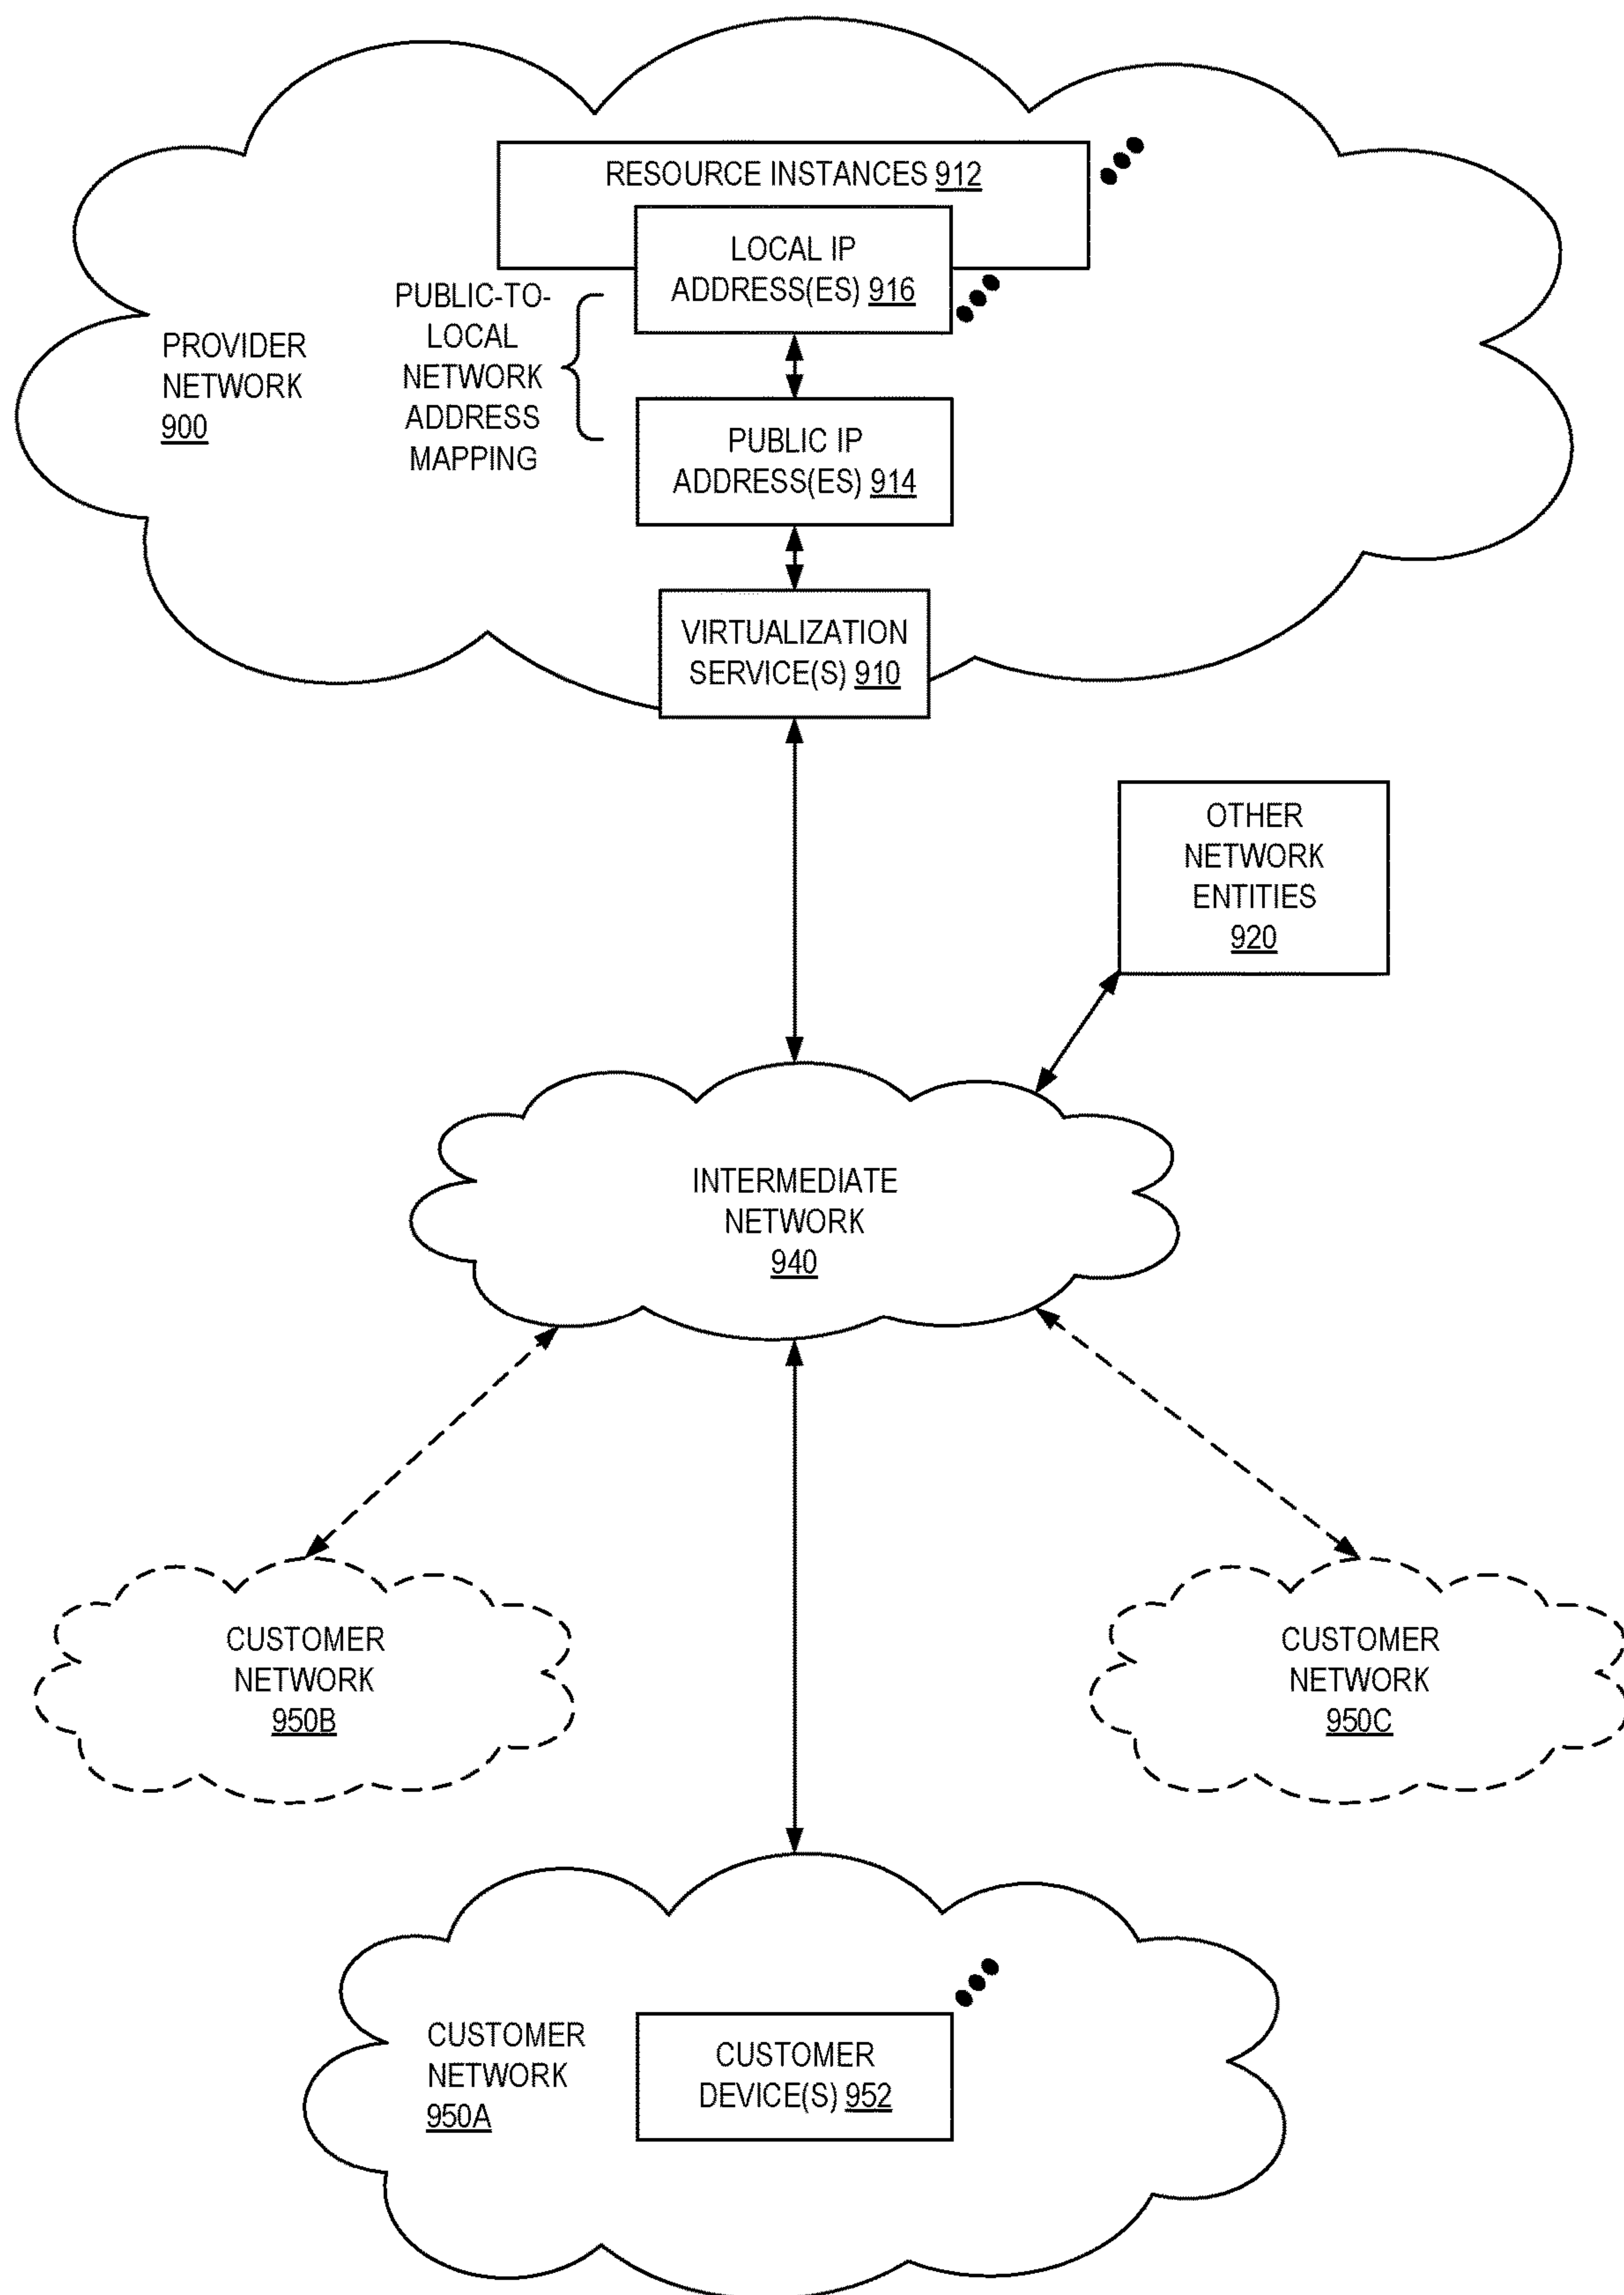 RESOURCE INSTANCES 912
LOCAL IP
ADDRESS(ES) 916
PUBLIC-TO-
LOCAL
NETWORK
ADDRESS
MAPPING
PROVIDER
NETWORK
900
PUBLIC IP
ADDRESS(ES) 914
VIRTUALIZATION
SERVICE(S) 910
OTHER
NETWORK
ENTITIES
920
INTERMEDIATE
NETWORK
940
CUSTOMER
NETWORK
950B
CUSTOMER
NETWORK
950C
CUSTOMER
NETWORK
950A
CUSTOMER
DEVICE(S) 952